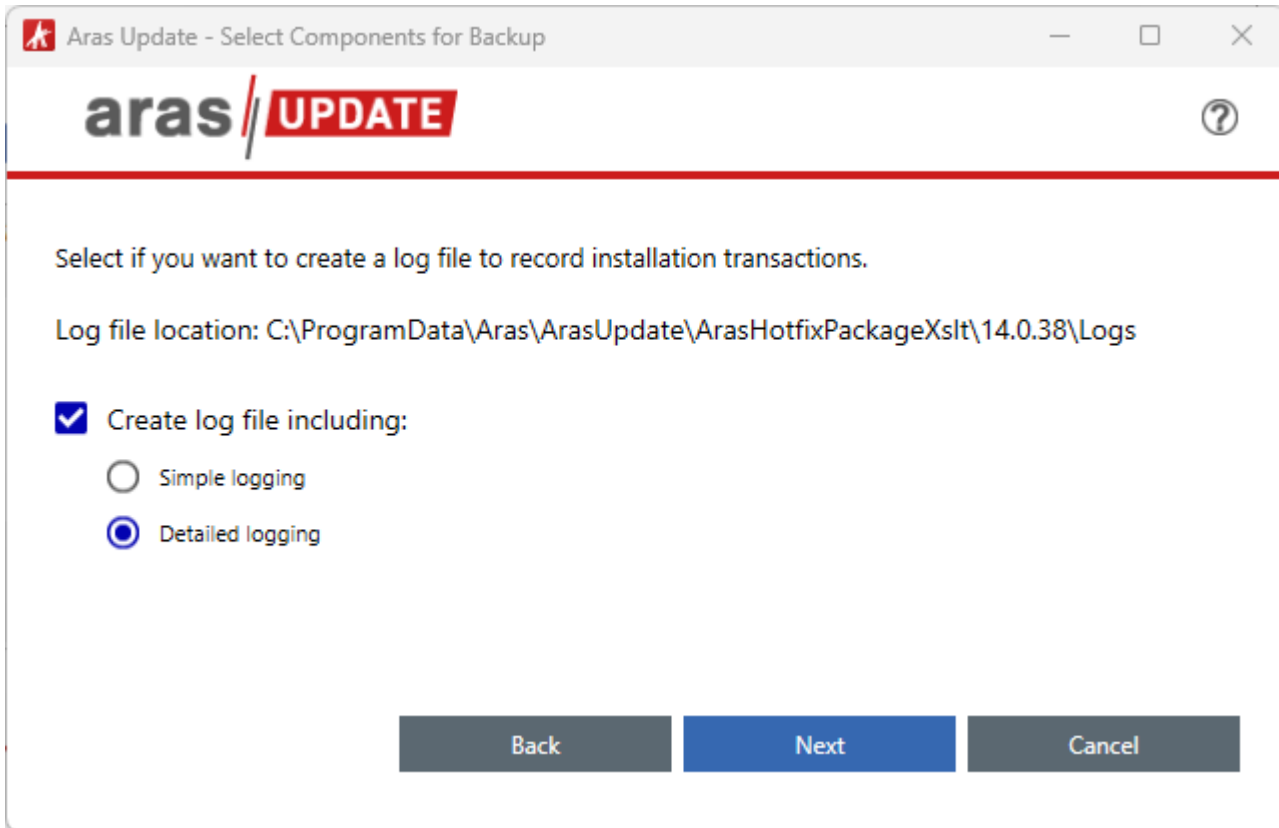 Aras Update - Select Components for Backup
aras UPDATE
Select if you want to create a log file to record installation transactions.
Log file location: C:\ProgramData\Aras\ArasUpdate\ArasHotfixPackageXslt\14.0.38\Logs
Create log file including:
Simple logging
Detailed logging
Back Next Cancel